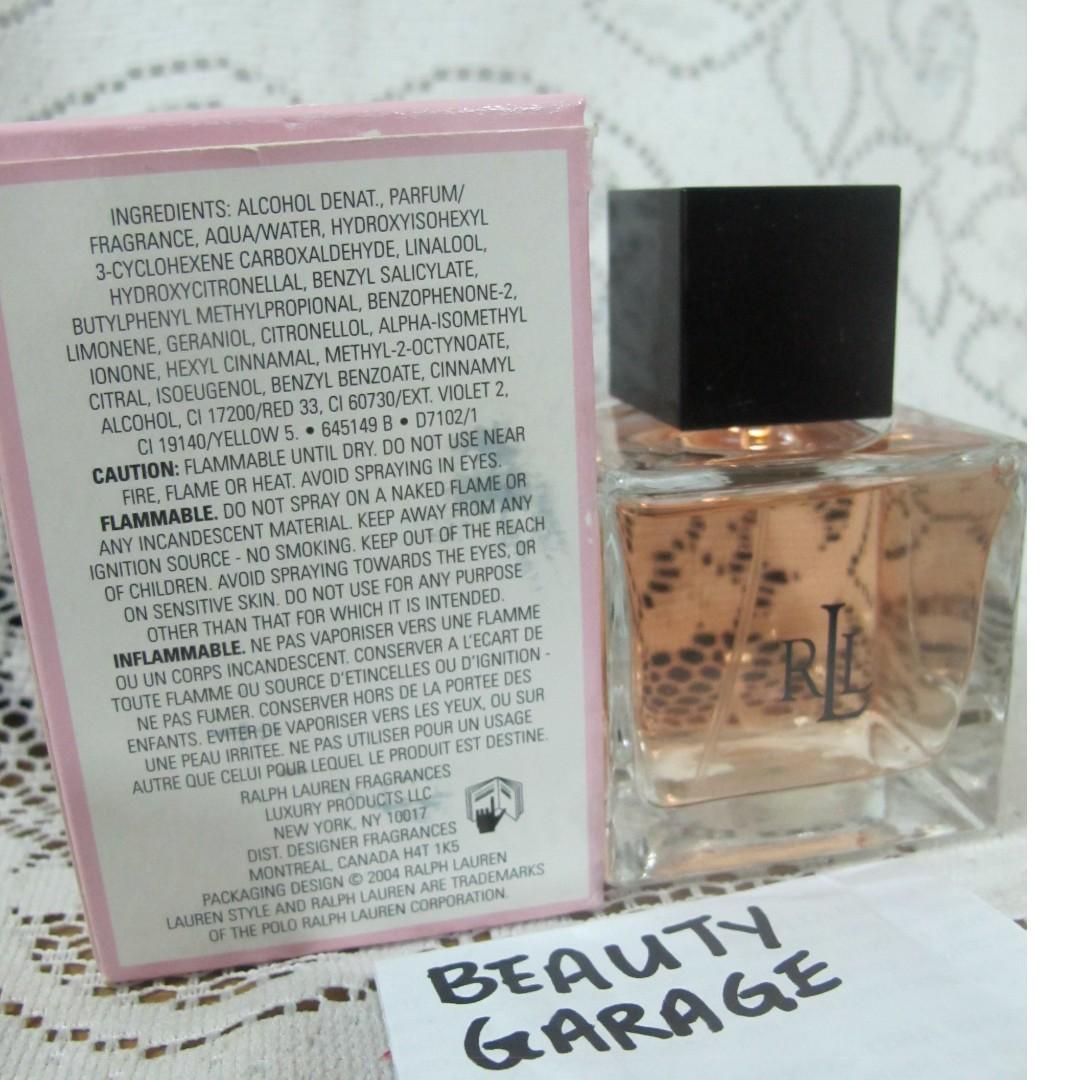 INGREDIENTS: ALCOHOL DENAT., PARFUM/
FRAGRANCE, AQUA/WATER, HYDROXYISOHEXYL
3-CYCLOHEXENE CARBOXALDEHYDE, LINALOOL,
HYDROXYCITRONELLAL, BENZYL SALICYLATE,
BUTYLPHENYL METHYLPROPIONAL, BENZOPHENONE-2,
LIMONENE, GERANIOL, CITRONELLOL, ALPHA-ISOMETHYL
IONONE, HEXYL CINNAMAL, METHYL-2-OCTYNOATE,
CITRAL, ISOEUGENOL, BENZYL BENZOATE, CINNAMYL
ALCOHOL, CI 17200/RED 33, CI 60730/EXT. VIOLET 2,
CI 19140/YELLOW 5. • 645149 B • D7102/1
CAUTION: FLAMMABLE UNTIL DRY. DO NOT USE NEAR
FIRE, FLAME OR HEAT. AVOID SPRAYING IN EYES.
FLAMMABLE. DO NOT SPRAY ON A NAKED FLAME OR
ANY INCANDESCENT MATERIAL. KEEP AWAY FROM ANY
IGNITION SOURCE - NO SMOKING. KEEP OUT OF THE REACH
OF CHILDREN. AVOID SPRAYING TOWARDS THE EYES, OR
ON SENSITIVE SKIN. DO NOT USE FOR ANY PURPOSE
OTHER THAN THAT FOR WHICH IT IS INTENDED.
INFLAMMABLE. NE PAS VAPORISER VERS UNE FLAMME
OU UN CORPS INCANDESCENT. CONSERVER A L'ECART DE
TOUTE FLAMME OU SOURCE D'ETINCELLES OU D'IGNITION -
NE PAS FUMER. CONSERVER HORS DE LA PORTEE DES
ENFANTS. EVITER DE VAPORISER VERS LES YEUX, OU SUR
UNE PEAU IRRITEE. NE PAS UTILISER POUR UN USAGE
AUTRE QUE CELUI POUR LEQUEL LE PRODUIT EST DESTINE.
RALPH LAUREN FRAGRANCES
LUXURY PRODUCTS LLC
NEW YORK, NY 10017
DIST. DESIGNER FRAGRANCES
MONTREAL, CANADA H4T 1K5
PACKAGING DESIGN © 2004 RALPH LAUREN
LAUREN STYLE AND RALPH LAUREN ARE TRADEMARKS
OF THE POLO RALPH LAUREN CORPORATION.
RLL
BEAUTY
GARAGE